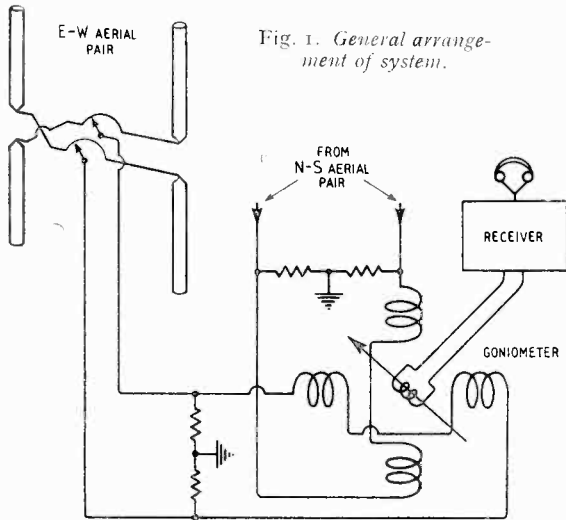 E-W AERIAL
PAIR
Fig. 1. General arrange-
ment of system.
FROM
N-S AERIAL
PAIR
RECEIVER
GONIOMETER